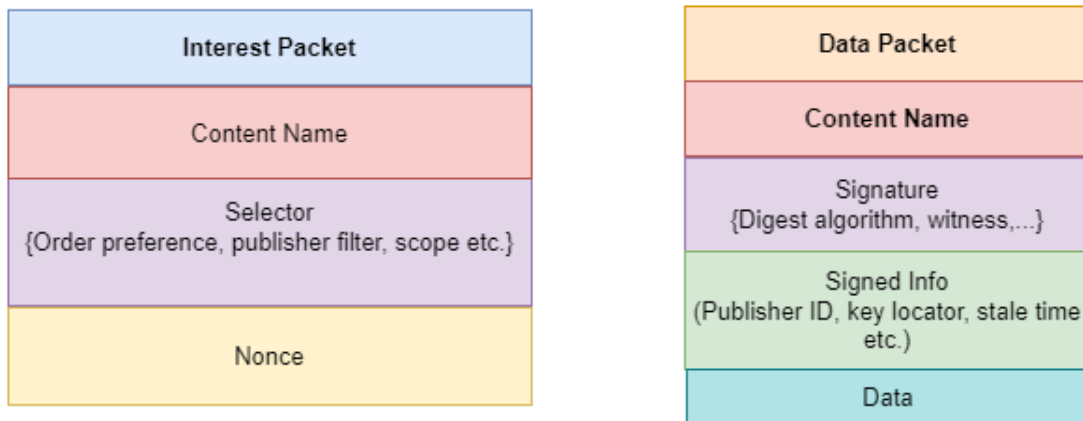 Interest Packet
Content Name
Selector
{Order preference, publisher filter, scope etc.}
Nonce
Data Packet
Content Name
Signature
{Digest algorithm, witness,...}
Signed Info
(Publisher ID, key locator, stale time
etc.)
Data